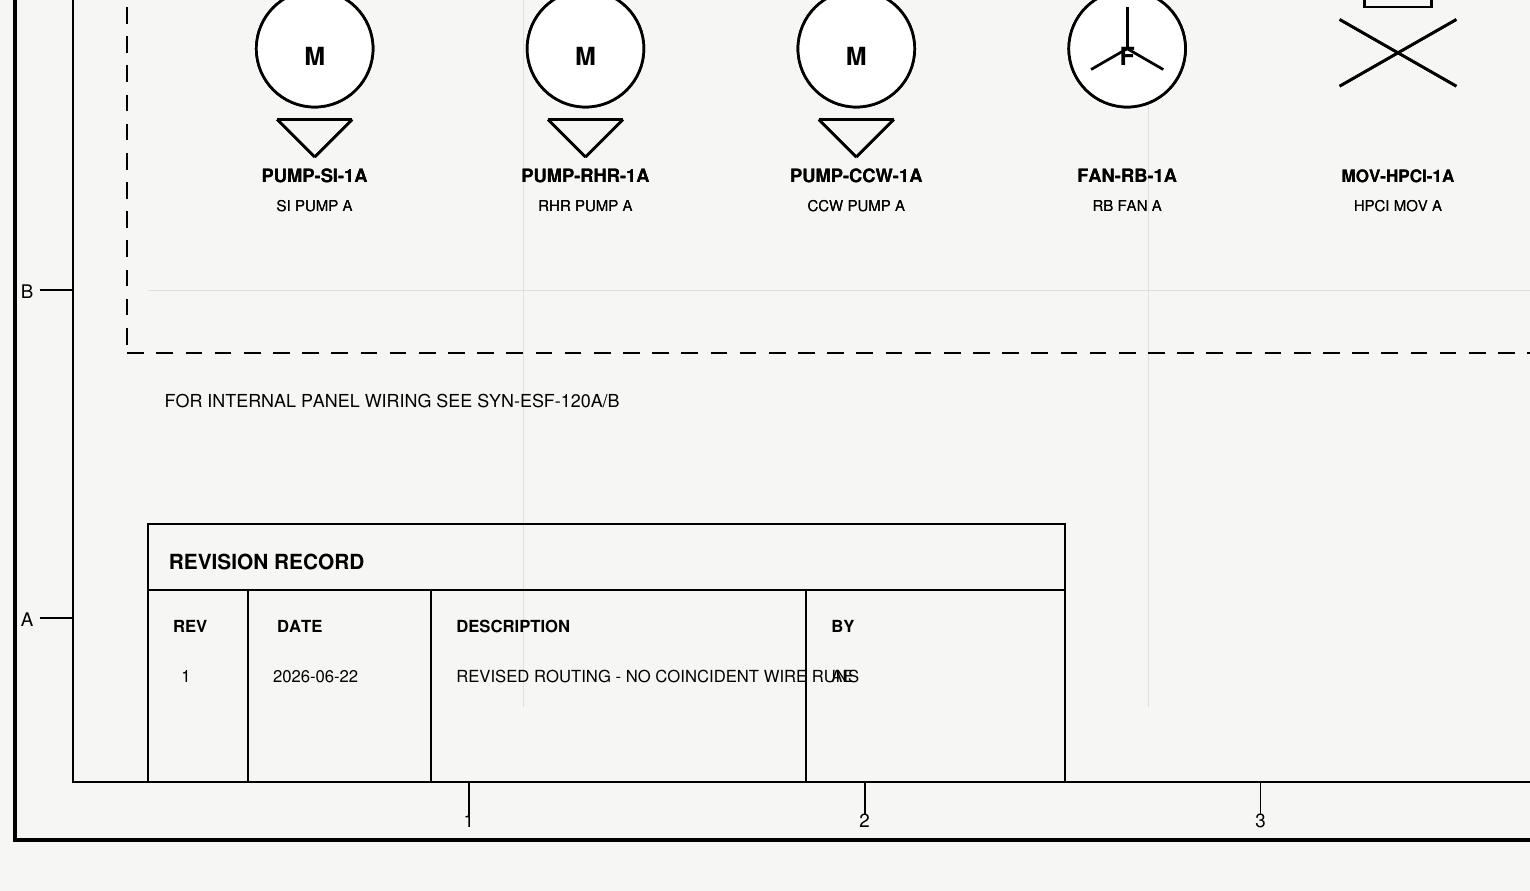 M M M F
PUMP-SI-1A PUMP-RHR-1A PUMP-CCW-1A FAN-RB-1A MOV-HPCI-1A
SI PUMP A RHR PUMP A CCW PUMP A RB FAN A HPCI MOV A
B
FOR INTERNAL PANEL WIRING SEE SYN-ESF-120A/B
REVISION RECORD
A
REV DATE DESCRIPTION BY
1 2026-06-22 REVISED ROUTING - NO COINCIDENT WIRE RUNS
1 2 3